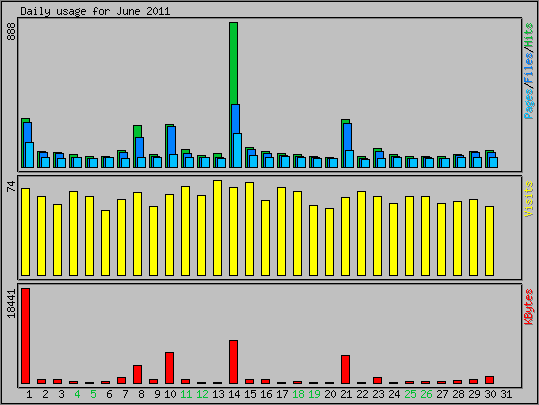 Daily usage for June 2011
888
Pages/Files/Hits
74
Visits
18441
KBytes
1 2 3 4 5 6 7 8 9 10 11 12 13 14 15 16 17 18 19 20 21 22 23 24 25 26 27 28 29 30 31